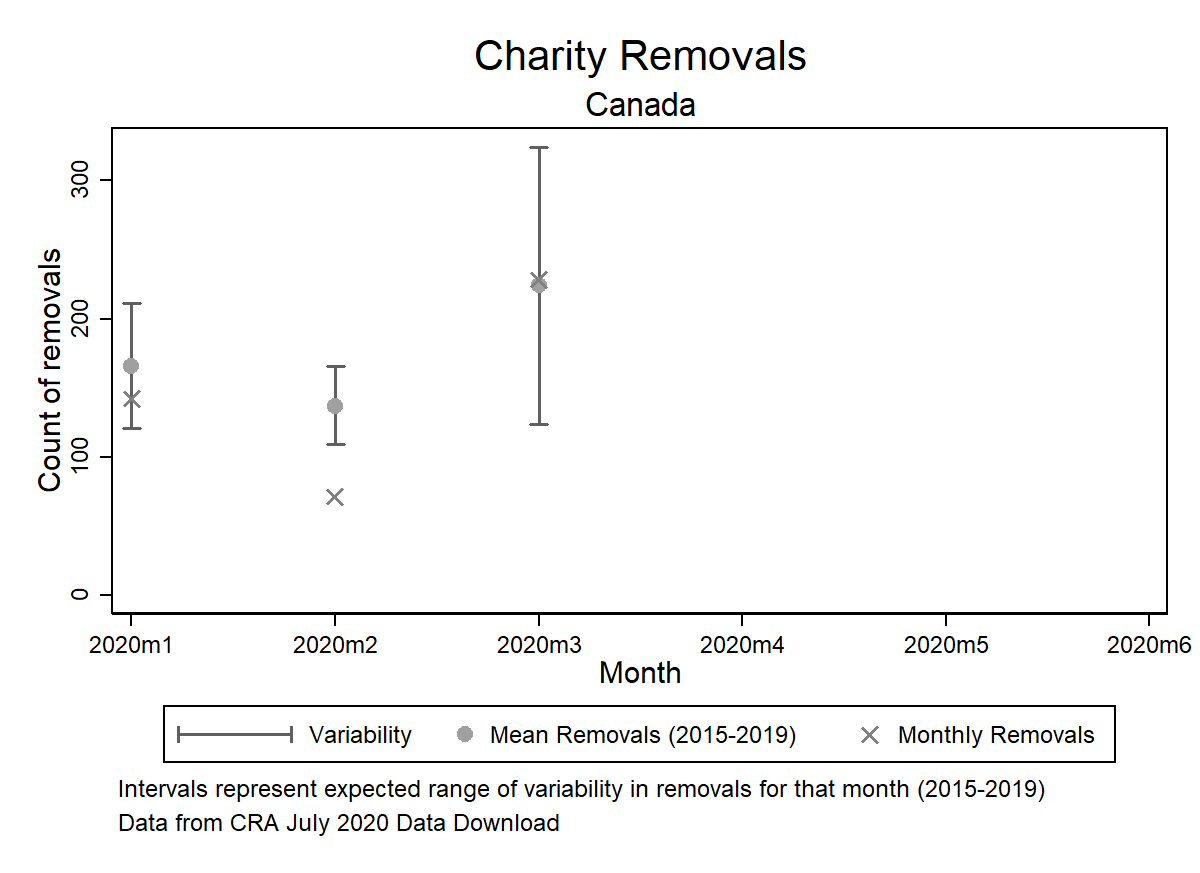 Charity Removals
Canada
Count of removals
300
200
100
0
2020m1 2020m2 2020m3 2020m4 2020m5 2020m6
Month
Variability Mean Removals (2015-2019) Monthly Removals
Intervals represent expected range of variability in removals for that month (2015-2019)
Data from CRA July 2020 Data Download